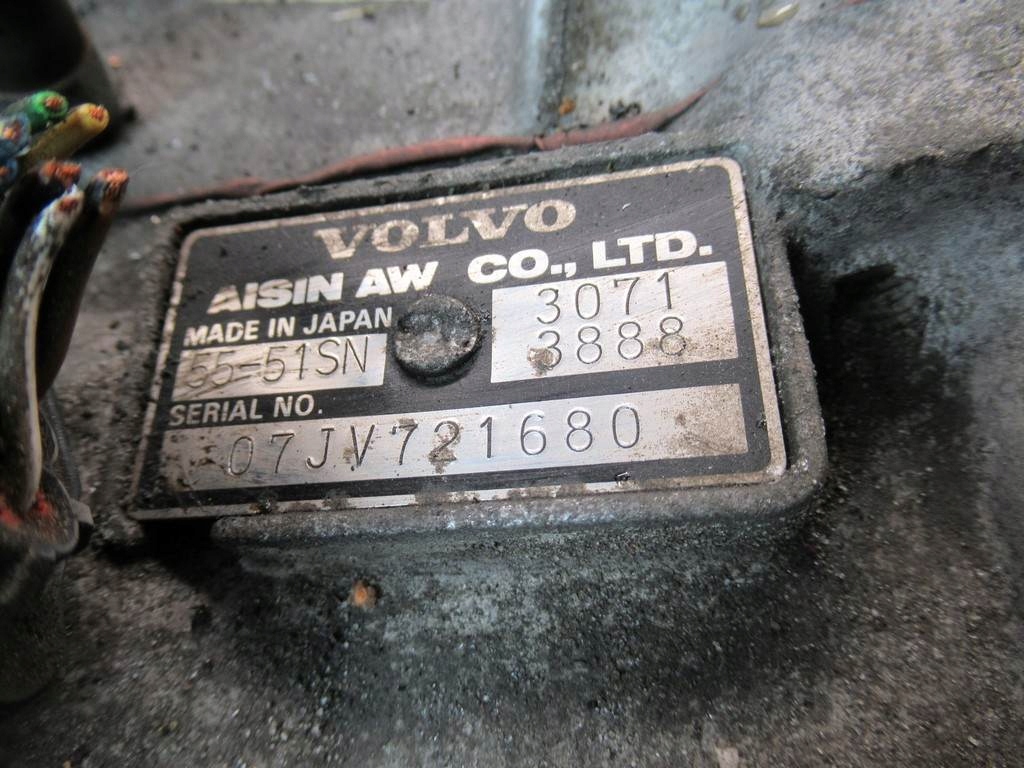 VOLVO
AISIN AW CO., LTD.
MADE IN JAPAN
55-51SN
3071
3888
SERIAL NO.
07JV721680